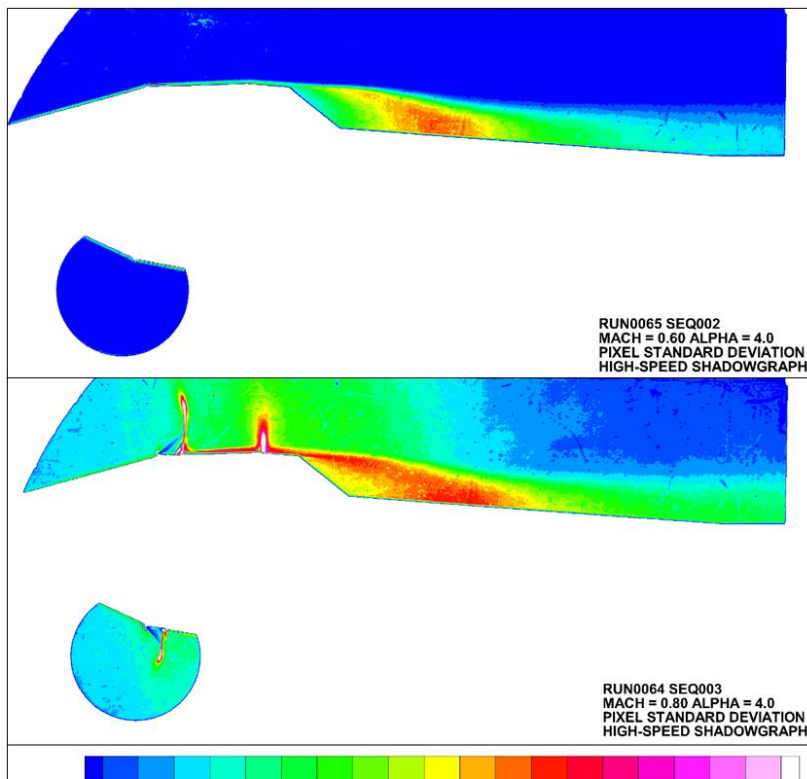 RUN0065 SEQ002
MACH = 0.60 ALPHA = 4.0
PIXEL STANDARD DEVIATION
HIGH-SPEED SHADOWGRAPH
RUN0064 SEQ003
MACH = 0.80 ALPHA = 4.0
PIXEL STANDARD DEVIATION
HIGH-SPEED SHADOWGRAPH